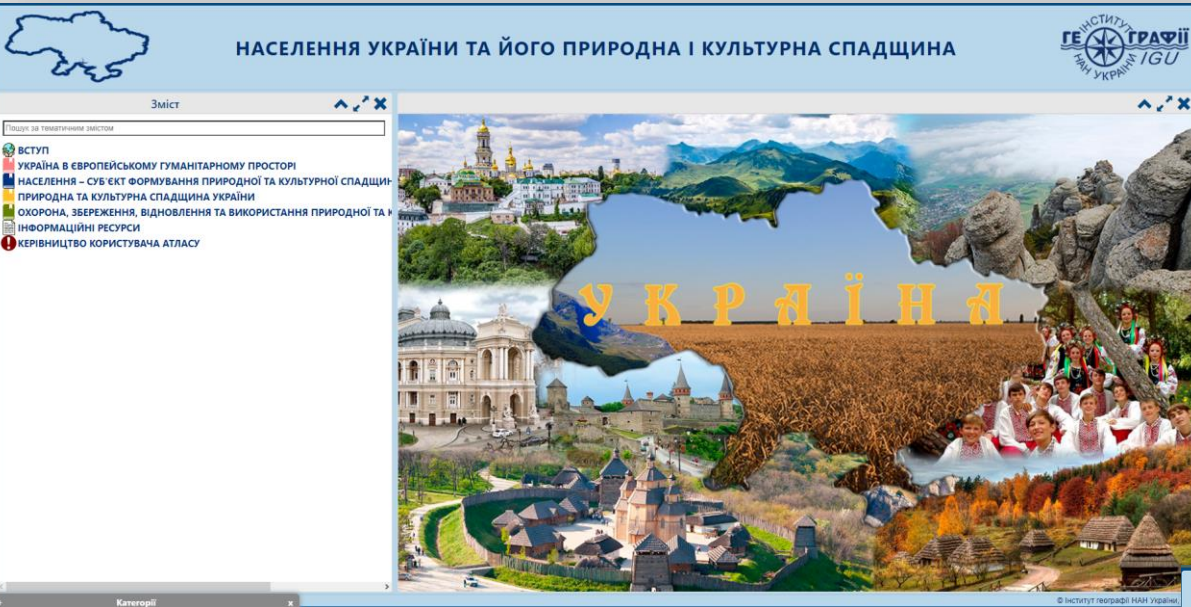 НАСЕЛЕННЯ УКРАЇНИ ТА ЙОГО ПРИРОДНА І КУЛЬТУРНА СПАДЩИНА
ІНСТИТУТ
ГЕ ГРАФІЇ
IGU
НАН УКРАЇНИ
Зміст
Пошук за тематичним змістом
ВСТУП
УКРАЇНА В ЄВРОПЕЙСЬКОМУ ГУМАНІТАРНОМУ ПРОСТОРІ
НАСЕЛЕННЯ – СУБ'ЄКТ ФОРМУВАННЯ ПРИРОДНОЇ ТА КУЛЬТУРНОЇ СПАДЩИН
ПРИРОДНА ТА КУЛЬТУРНА СПАДЩИНА УКРАЇНИ
ОХОРОНА, ЗБЕРЕЖЕННЯ, ВІДНОВЛЕННЯ ТА ВИКОРИСТАННЯ ПРИРОДНОЇ ТА К
ІНФОРМАЦІЙНІ РЕСУРСИ
КЕРІВНИЦТВО КОРИСТУВАЧА АТЛАСУ
УКРАЇНА
Категорії x
© Інститут географії НАН України,